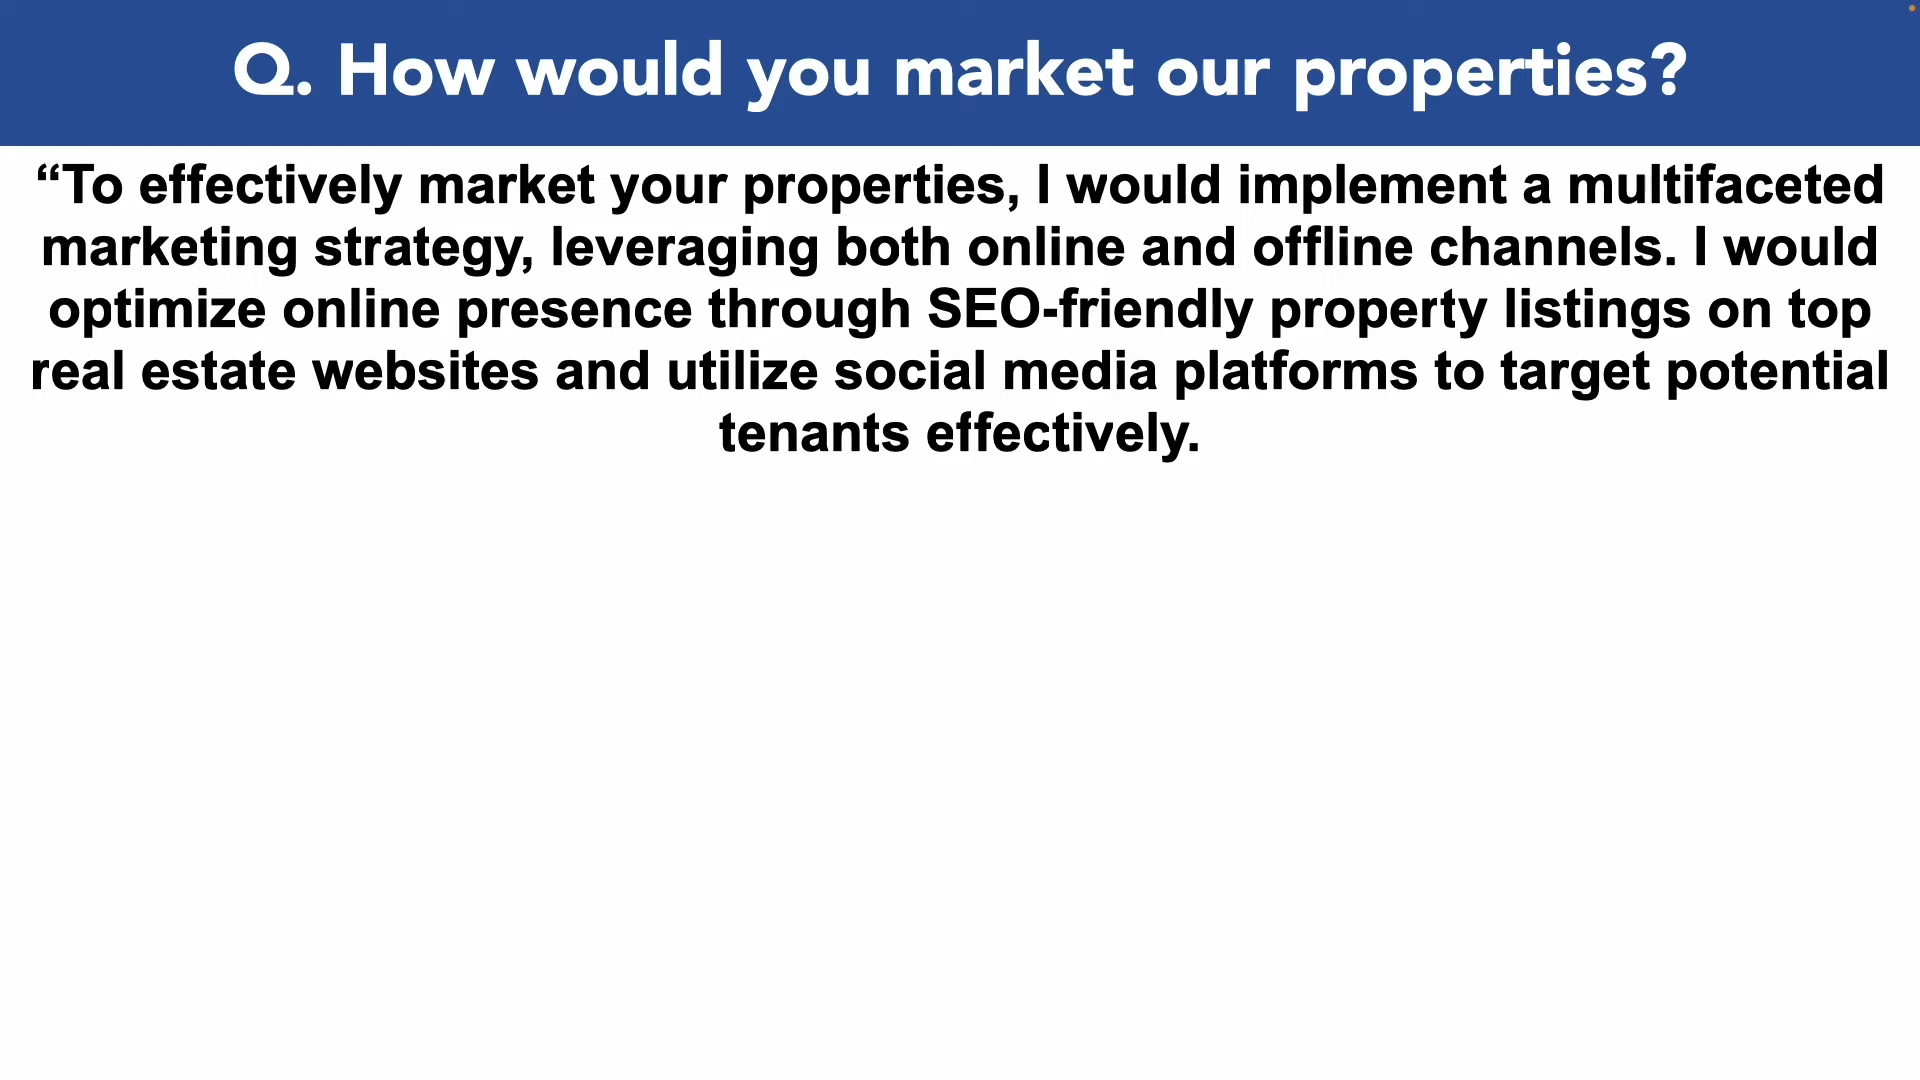 Q. How would you market our properties?
“To effectively market your properties, I would implement a multifaceted
marketing strategy, leveraging both online and offline channels. I would
optimize online presence through SEO-friendly property listings on top
real estate websites and utilize social media platforms to target potential
tenants effectively.